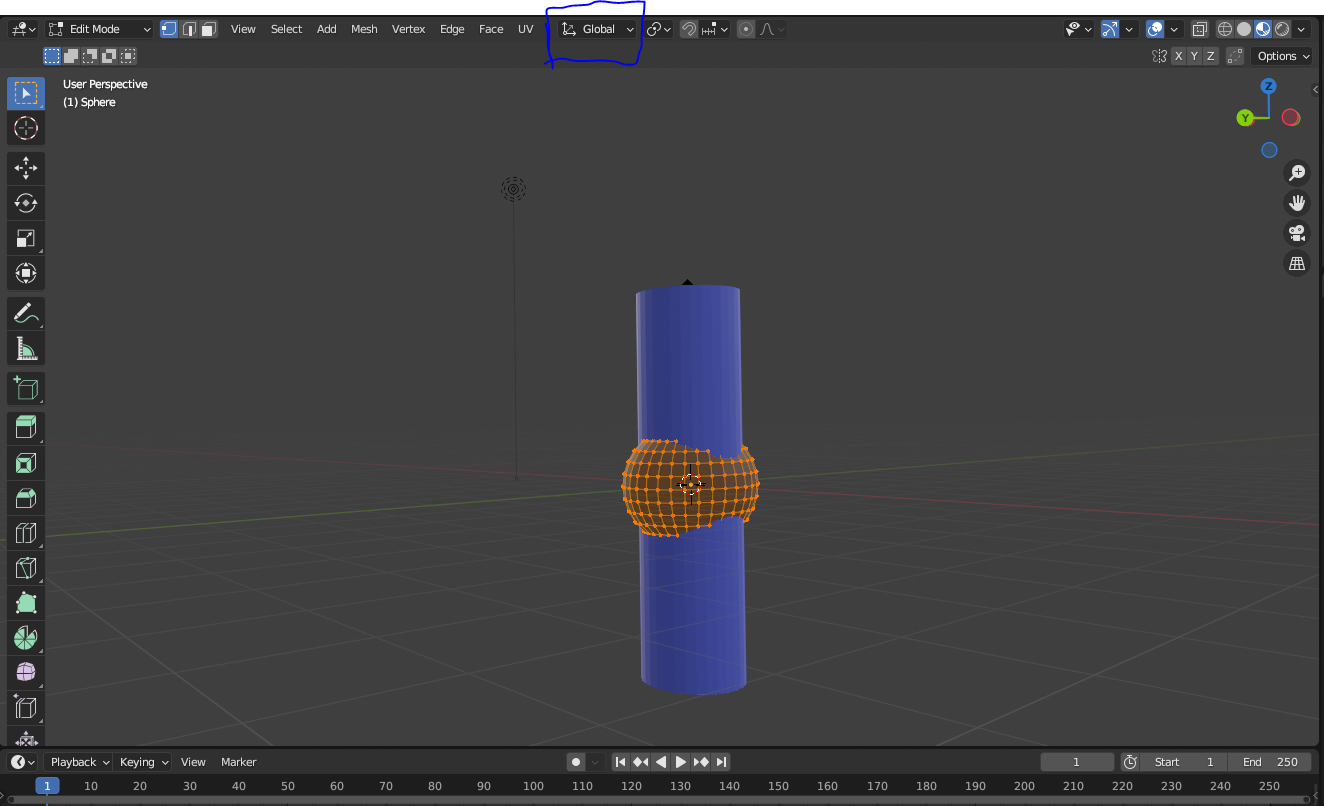 Edit Mode View Select Add Mesh Vertex Edge Face UV Global
X Y Z Options
User Perspective
(1) Sphere
Z
Y
Playback Keying View Marker 1 Start 1 End 250
1 10 20 30 40 50 60 70 80 90 100 110 120 130 140 150 160 170 180 190 200 210 220 230 240 250